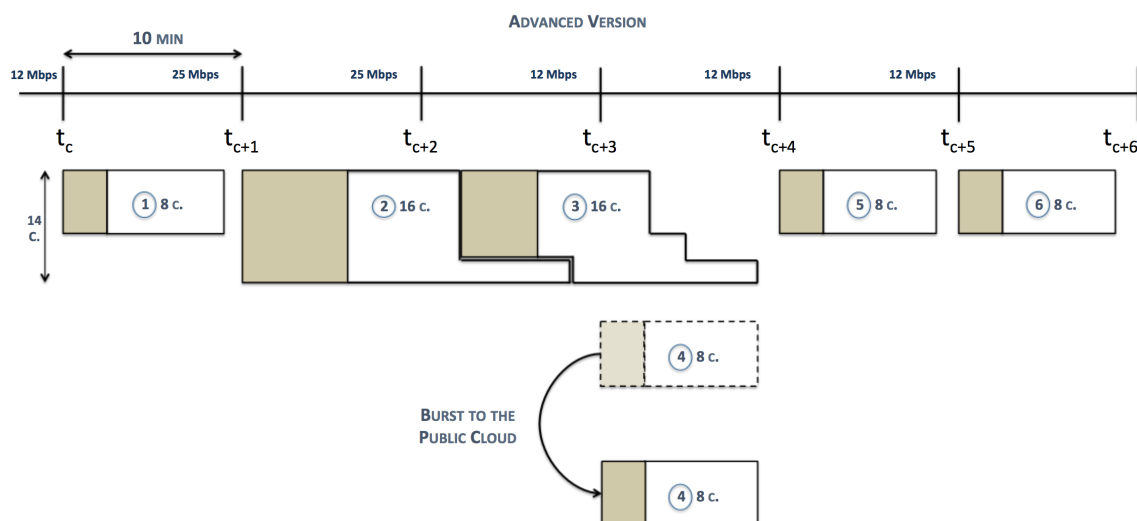 ADVANCED VERSION
10 MIN
12 Mbps 25 Mbps 25 Mbps 12 Mbps 12 Mbps 12 Mbps
tc tc+1 tc+2 tc+3 tc+4 tc+5 tc+6
14
C.
1 8 C.
2 16 C.
3 16 C.
5 8 C.
6 8 C.
4 8 C.
BURST TO THE
PUBLIC CLOUD
4 8 C.